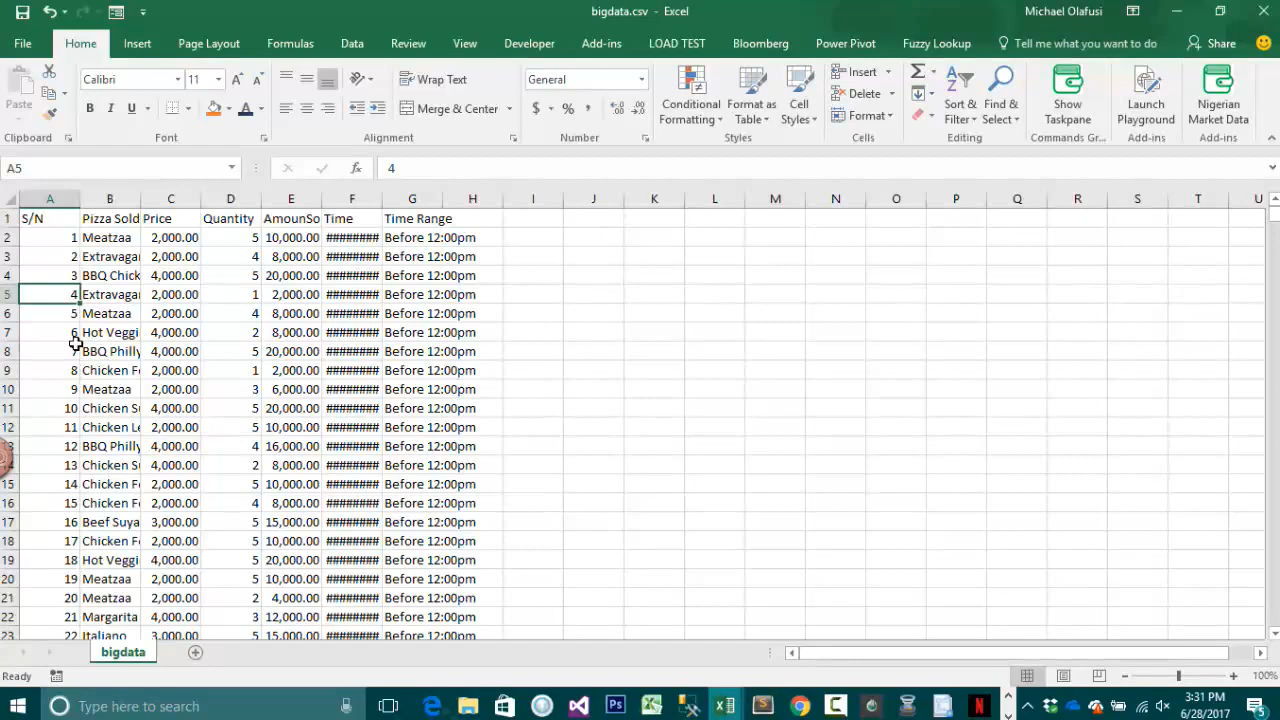 bigdata.csv - Excel
Michael Olafusi
File Home Insert Page Layout Formulas Data Review View Developer Add-ins LOAD TEST Bloomberg Power Pivot Fuzzy Lookup Tell me what you want to do Share
Paste
Calibri 11
B I U A
Wrap Text
Merge & Center
General
$ % ,
Conditional Formatting
Format as Table
Cell Styles
Insert
Delete
Format
Sort & Filter
Find & Select
Show Taskpane
Launch Playground
Nigerian Market Data
Clipboard Font Alignment Number Styles Cells Editing Commands Gr... Add-ins Add-ins
A5 fx 4
A B C D E F G H I J K L M N O P Q R S T U
1 S/N Pizza Sold Price Quantity AmounSo Time Time Range
2 1 Meatzaa 2,000.00 5 10,000.00 ######## Before 12:00pm
3 2 Extravagar 2,000.00 4 8,000.00 ######## Before 12:00pm
4 3 BBQ Chick 4,000.00 5 20,000.00 ######## Before 12:00pm
5 4 Extravagar 2,000.00 1 2,000.00 ######## Before 12:00pm
6 5 Meatzaa 2,000.00 4 8,000.00 ######## Before 12:00pm
7 6 Hot Veggi 4,000.00 2 8,000.00 ######## Before 12:00pm
8 7 BBQ Philly 4,000.00 5 20,000.00 ######## Before 12:00pm
9 8 Chicken Fe 2,000.00 1 2,000.00 ######## Before 12:00pm
10 9 Meatzaa 2,000.00 3 6,000.00 ######## Before 12:00pm
11 10 Chicken Su 4,000.00 5 20,000.00 ######## Before 12:00pm
12 11 Chicken Le 2,000.00 5 10,000.00 ######## Before 12:00pm
13 12 BBQ Philly 4,000.00 4 16,000.00 ######## Before 12:00pm
14 13 Chicken Su 4,000.00 2 8,000.00 ######## Before 12:00pm
15 14 Chicken Fe 2,000.00 5 10,000.00 ######## Before 12:00pm
16 15 Chicken Fe 2,000.00 4 8,000.00 ######## Before 12:00pm
17 16 Beef Suya 3,000.00 5 15,000.00 ######## Before 12:00pm
18 17 Chicken Fe 2,000.00 5 10,000.00 ######## Before 12:00pm
19 18 Hot Veggi 4,000.00 5 20,000.00 ######## Before 12:00pm
20 19 Meatzaa 2,000.00 5 10,000.00 ######## Before 12:00pm
21 20 Meatzaa 2,000.00 2 4,000.00 ######## Before 12:00pm
22 21 Margarita 4,000.00 3 12,000.00 ######## Before 12:00pm
23 22 Italiano 3,000.00 5 15,000.00 ######## Before 12:00pm
bigdata
Ready 100%
Type here to search
3:31 PM
6/28/2017